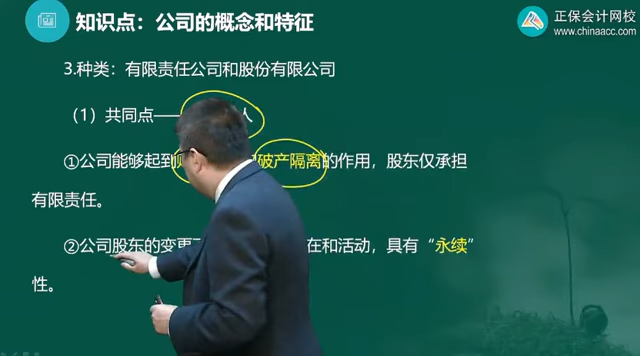 知识点：公司的概念和特征
正保会计网校
www.chinaacc.com
3.种类：有限责任公司和股份有限公司
（1）共同点——人
①公司能够起到破产隔离的作用，股东仅承担
有限责任。
②公司股东的变更在和活动，具有“永续”
性。